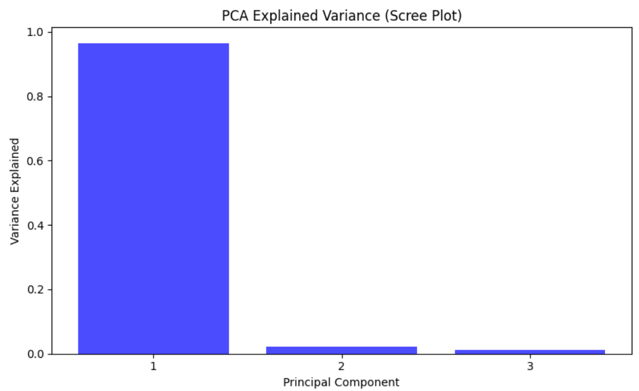 PCA Explained Variance (Scree Plot)
1.0
0.8
0.6
0.4
0.2
0.0
Variance Explained
1 2 3
Principal Component